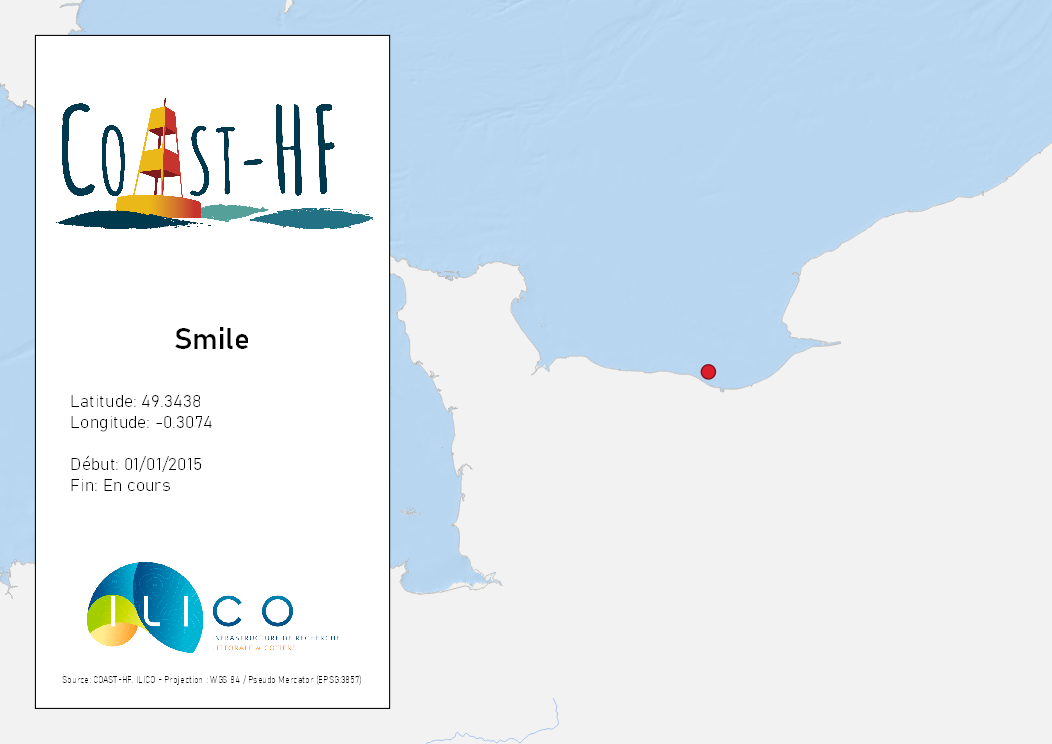 COAST-HF
Smile
Latitude: 49.3438
Longitude: -0.3074
Début: 01/01/2015
Fin: En cours
ILICO
INFRASTRUCTURE DE RECHERCHE
LITTORALE & CÔTIÈRE
Source: COAST-HF, ILICO - Projection : WGS 84 / Pseudo Mercator (EPSG:3857)